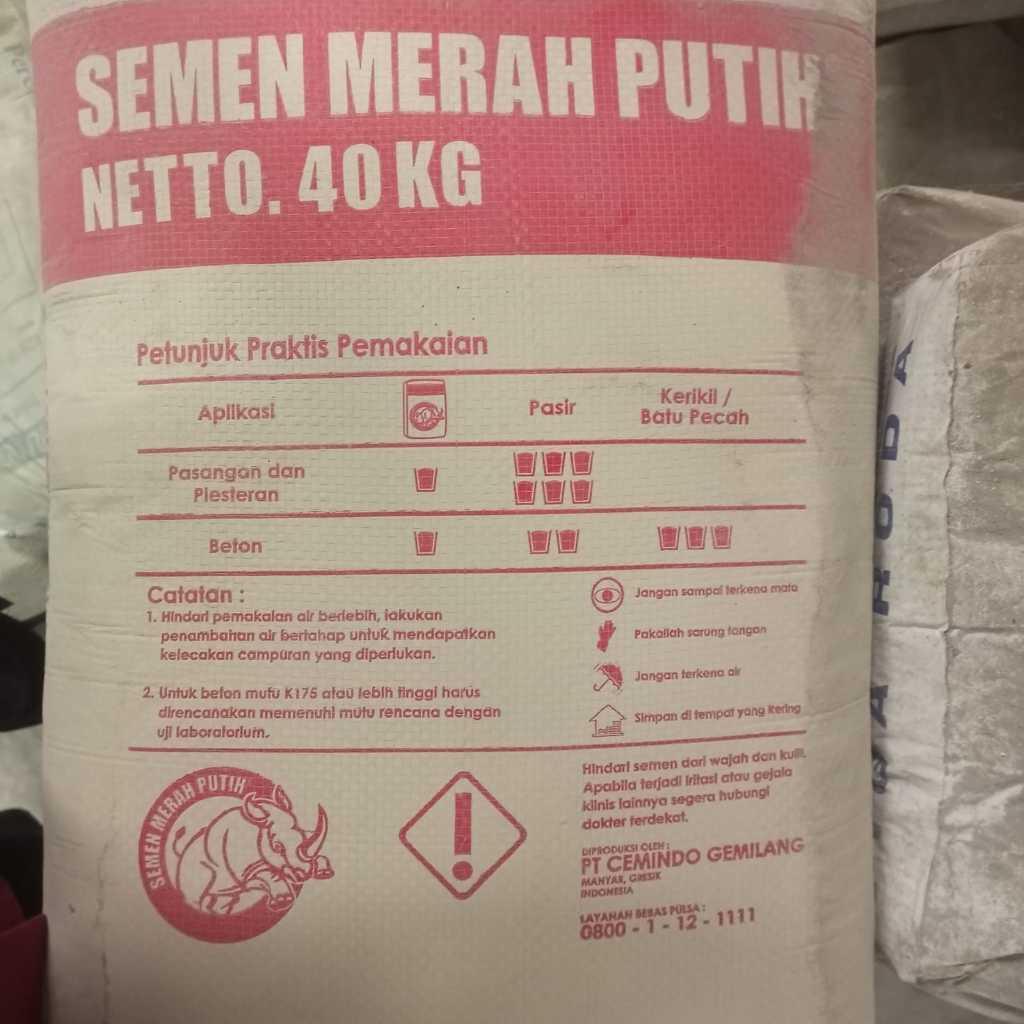 SEMEN MERAH PUTIH
NETTO. 40 KG
Petunjuk Praktis Pemakaian
Aplikasi
Pasir
Kerikil /
Batu Pecah
Pasangan dan
Plesteran
Beton
Catatan :
1. Hindari pemakaian air berlebih, lakukan
penambahan air bertahap untuk mendapatkan
kelecakan campuran yang diperlukan.
2. Untuk beton mutu K175 atau lebih tinggi harus
direncanakan memenuhi mutu rencana dengan
uji laboratorium.
Jangan sampai terkena mata
Pakailah sarung tangan
Jangan terkena air
Simpan di tempat yang kering
SEMEN MERAH PUTIH
Hindari semen dari wajah dan kulit.
Apabila terjadi iritasi atau gejala
klinis lainnya segera hubungi
dokter terdekat.
DIPRODUKSI OLEH :
PT CEMINDO GEMILANG
MANYAR, GRESIK
INDONESIA
LAYANAN BEBAS PULSA :
0800 - 1 - 12 - 1111
RODA